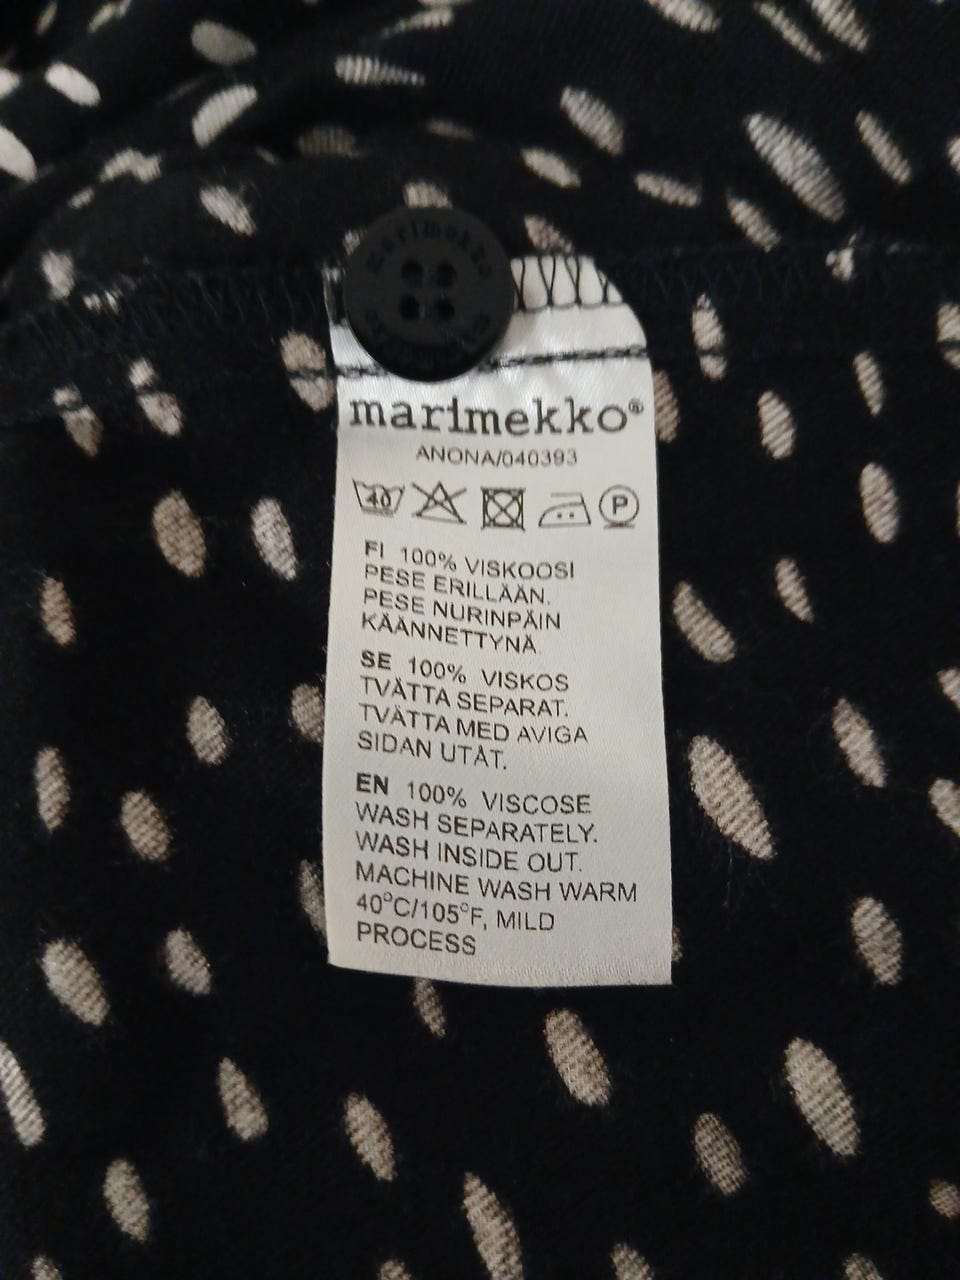 marimekko
marimekko®
ANONA/040393
40 P
FI 100% VISKOOSI
PESE ERILLÄÄN.
PESE NURINPÄIN
KÄÄNNETTYNÄ
SE 100% VISKOS
TVÄTTA SEPARAT.
TVÄTTA MED AVIGA
SIDAN UTÅT.
EN 100% VISCOSE
WASH SEPARATELY.
WASH INSIDE OUT.
MACHINE WASH WARM
40°C/105°F, MILD
PROCESS